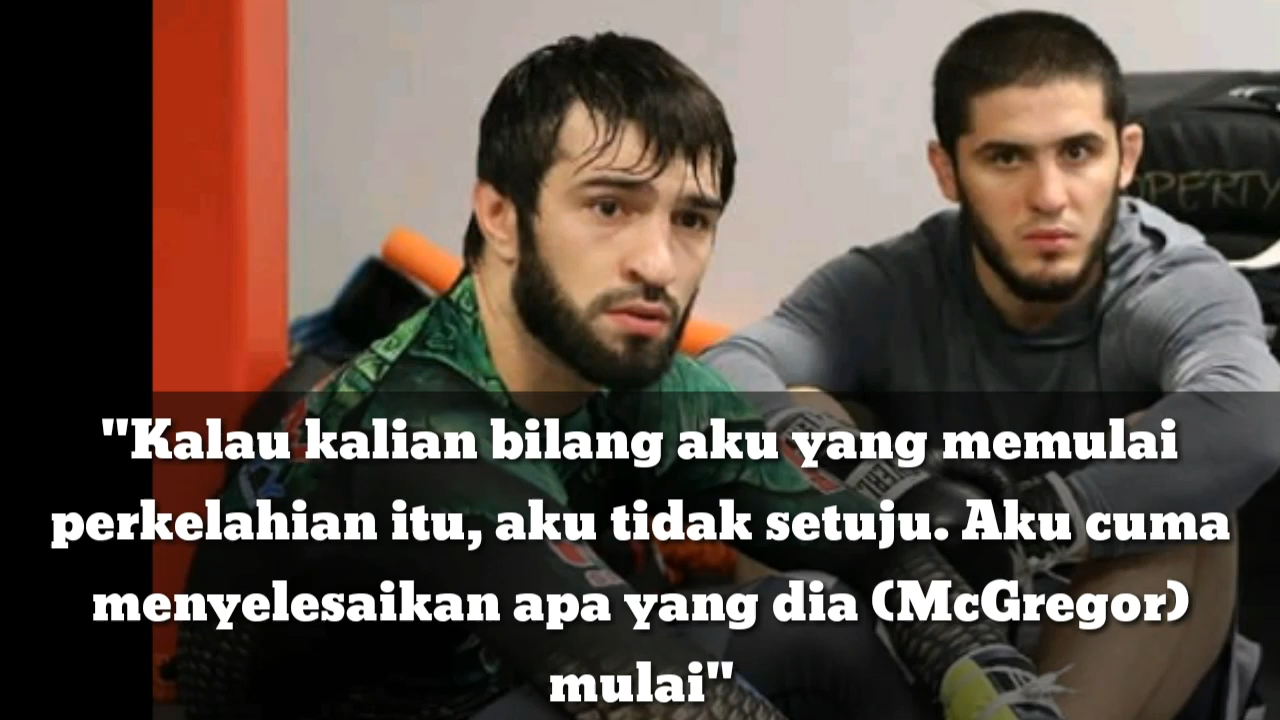 OPERTY
"Kalau kalian bilang aku yang memulai
perkelahian itu, aku tidak setuju. Aku cuma
menyelesaikan apa yang dia (McGregor)
mulai"